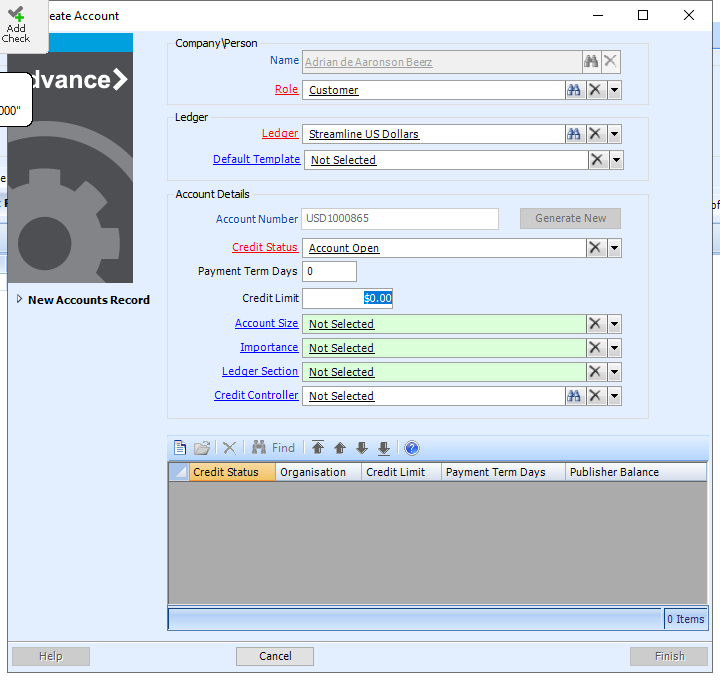 Add
Check
eate Account
dvance
000"
New Accounts Record
Company\Person
Name Adrian de Aaronson Beerz
Role Customer
Ledger
Ledger Streamline US Dollars
Default Template Not Selected
Account Details
Account Number USD1000865 Generate New
Credit Status Account Open
Payment Term Days 0
Credit Limit $0.00
Account Size Not Selected
Importance Not Selected
Ledger Section Not Selected
Credit Controller Not Selected
Find
Credit Status Organisation Credit Limit Payment Term Days Publisher Balance
0 Items
Help Cancel Finish